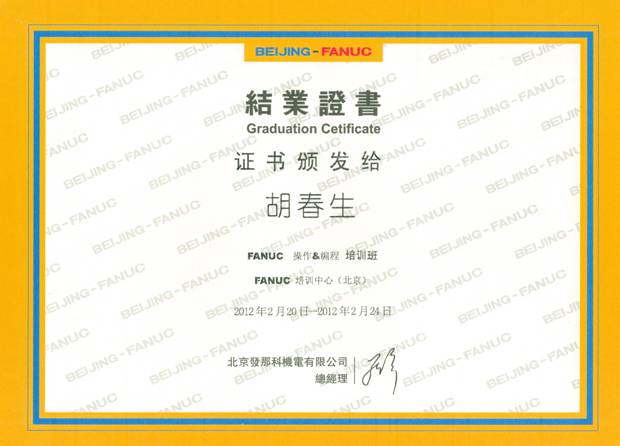 BEIJING-FANUC
結業證書
Graduation Cetificate
证书颁发给
胡春生
FANUC 操作&编程 培训班
FANUC 培训中心（北京）
2012年2月20日--2012年2月24日
北京發那科機電有限公司
總經理